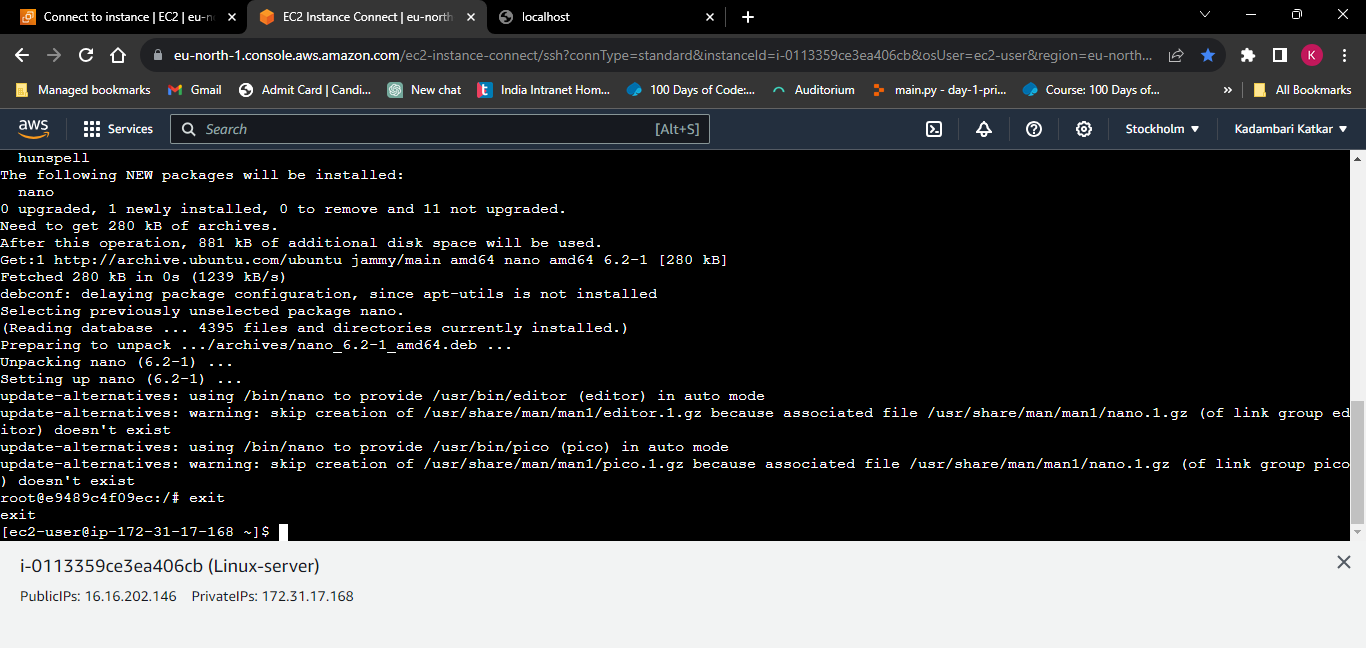 Connect to instance | EC2 | eu-n
EC2 Instance Connect | eu-north
localhost
eu-north-1.console.aws.amazon.com/ec2-instance-connect/ssh?connType=standard&instanceId=i-0113359ce3ea406cb&osUser=ec2-user&region=eu-north...
K
Managed bookmarks
Gmail
Admit Card | Candi...
New chat
India Intranet Hom...
100 Days of Code:...
Auditorium
main.py - day-1-pri...
Course: 100 Days of...
»
All Bookmarks
aws
Services
Search
[Alt+S]
Stockholm
Kadambari Katkar
hunspell
The following NEW packages will be installed:
nano
0 upgraded, 1 newly installed, 0 to remove and 11 not upgraded.
Need to get 280 kB of archives.
After this operation, 881 kB of additional disk space will be used.
Get:1 http://archive.ubuntu.com/ubuntu jammy/main amd64 nano amd64 6.2-1 [280 kB]
Fetched 280 kB in 0s (1239 kB/s)
debconf: delaying package configuration, since apt-utils is not installed
Selecting previously unselected package nano.
(Reading database ... 4395 files and directories currently installed.)
Preparing to unpack .../archives/nano_6.2-1_amd64.deb ...
Unpacking nano (6.2-1) ...
Setting up nano (6.2-1) ...
update-alternatives: using /bin/nano to provide /usr/bin/editor (editor) in auto mode
update-alternatives: warning: skip creation of /usr/share/man/man1/editor.1.gz because associated file /usr/share/man/man1/nano.1.gz (of link group ed
itor) doesn't exist
update-alternatives: using /bin/nano to provide /usr/bin/pico (pico) in auto mode
update-alternatives: warning: skip creation of /usr/share/man/man1/pico.1.gz because associated file /usr/share/man/man1/nano.1.gz (of link group pico
) doesn't exist
root@e9489c4f09ec:/# exit
exit
[ec2-user@ip-172-31-17-168 ~]$
i-0113359ce3ea406cb (Linux-server)
PublicIPs: 16.16.202.146 PrivateIPs: 172.31.17.168